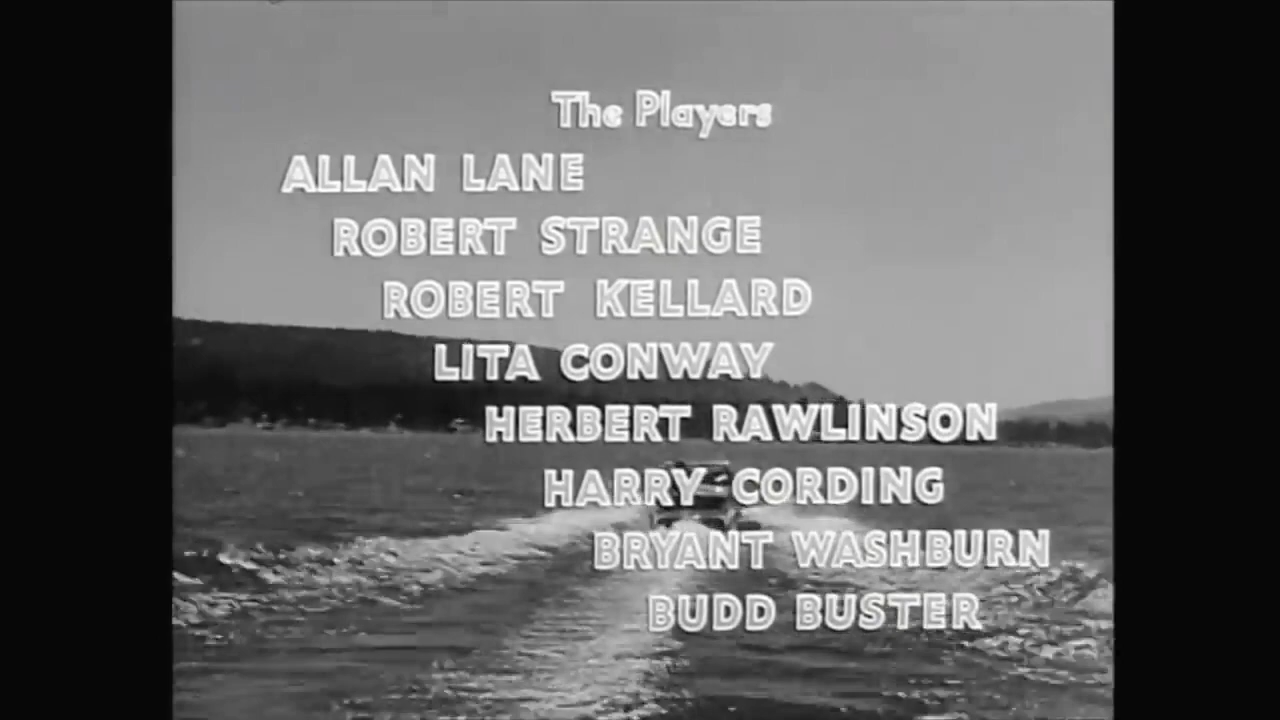 The Players
ALLAN LANE
ROBERT STRANGE
ROBERT KELLARD
LITA CONWAY
HERBERT RAWLINSON
HARRY CORDING
BRYANT WASHBURN
BUDD BUSTER